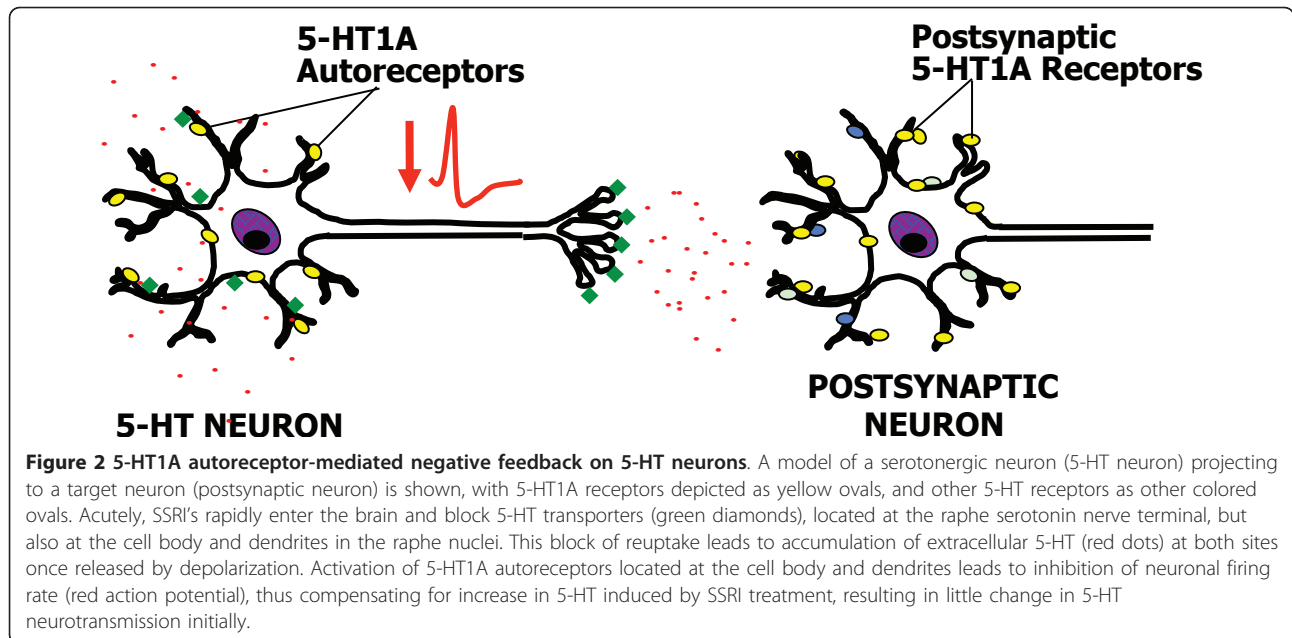 5-HT1A
Autoreceptors
Postsynaptic
5-HT1A Receptors
5-HT NEURON
POSTSYNAPTIC
NEURON
Figure 2 5-HT1A autoreceptor-mediated negative feedback on 5-HT neurons. A model of a serotonergic neuron (5-HT neuron) projecting
to a target neuron (postsynaptic neuron) is shown, with 5-HT1A receptors depicted as yellow ovals, and other 5-HT receptors as other colored
ovals. Acutely, SSRI's rapidly enter the brain and block 5-HT transporters (green diamonds), located at the raphe serotonin nerve terminal, but
also at the cell body and dendrites in the raphe nuclei. This block of reuptake leads to accumulation of extracellular 5-HT (red dots) at both sites
once released by depolarization. Activation of 5-HT1A autoreceptors located at the cell body and dendrites leads to inhibition of neuronal firing
rate (red action potential), thus compensating for increase in 5-HT induced by SSRI treatment, resulting in little change in 5-HT
neurotransmission initially.